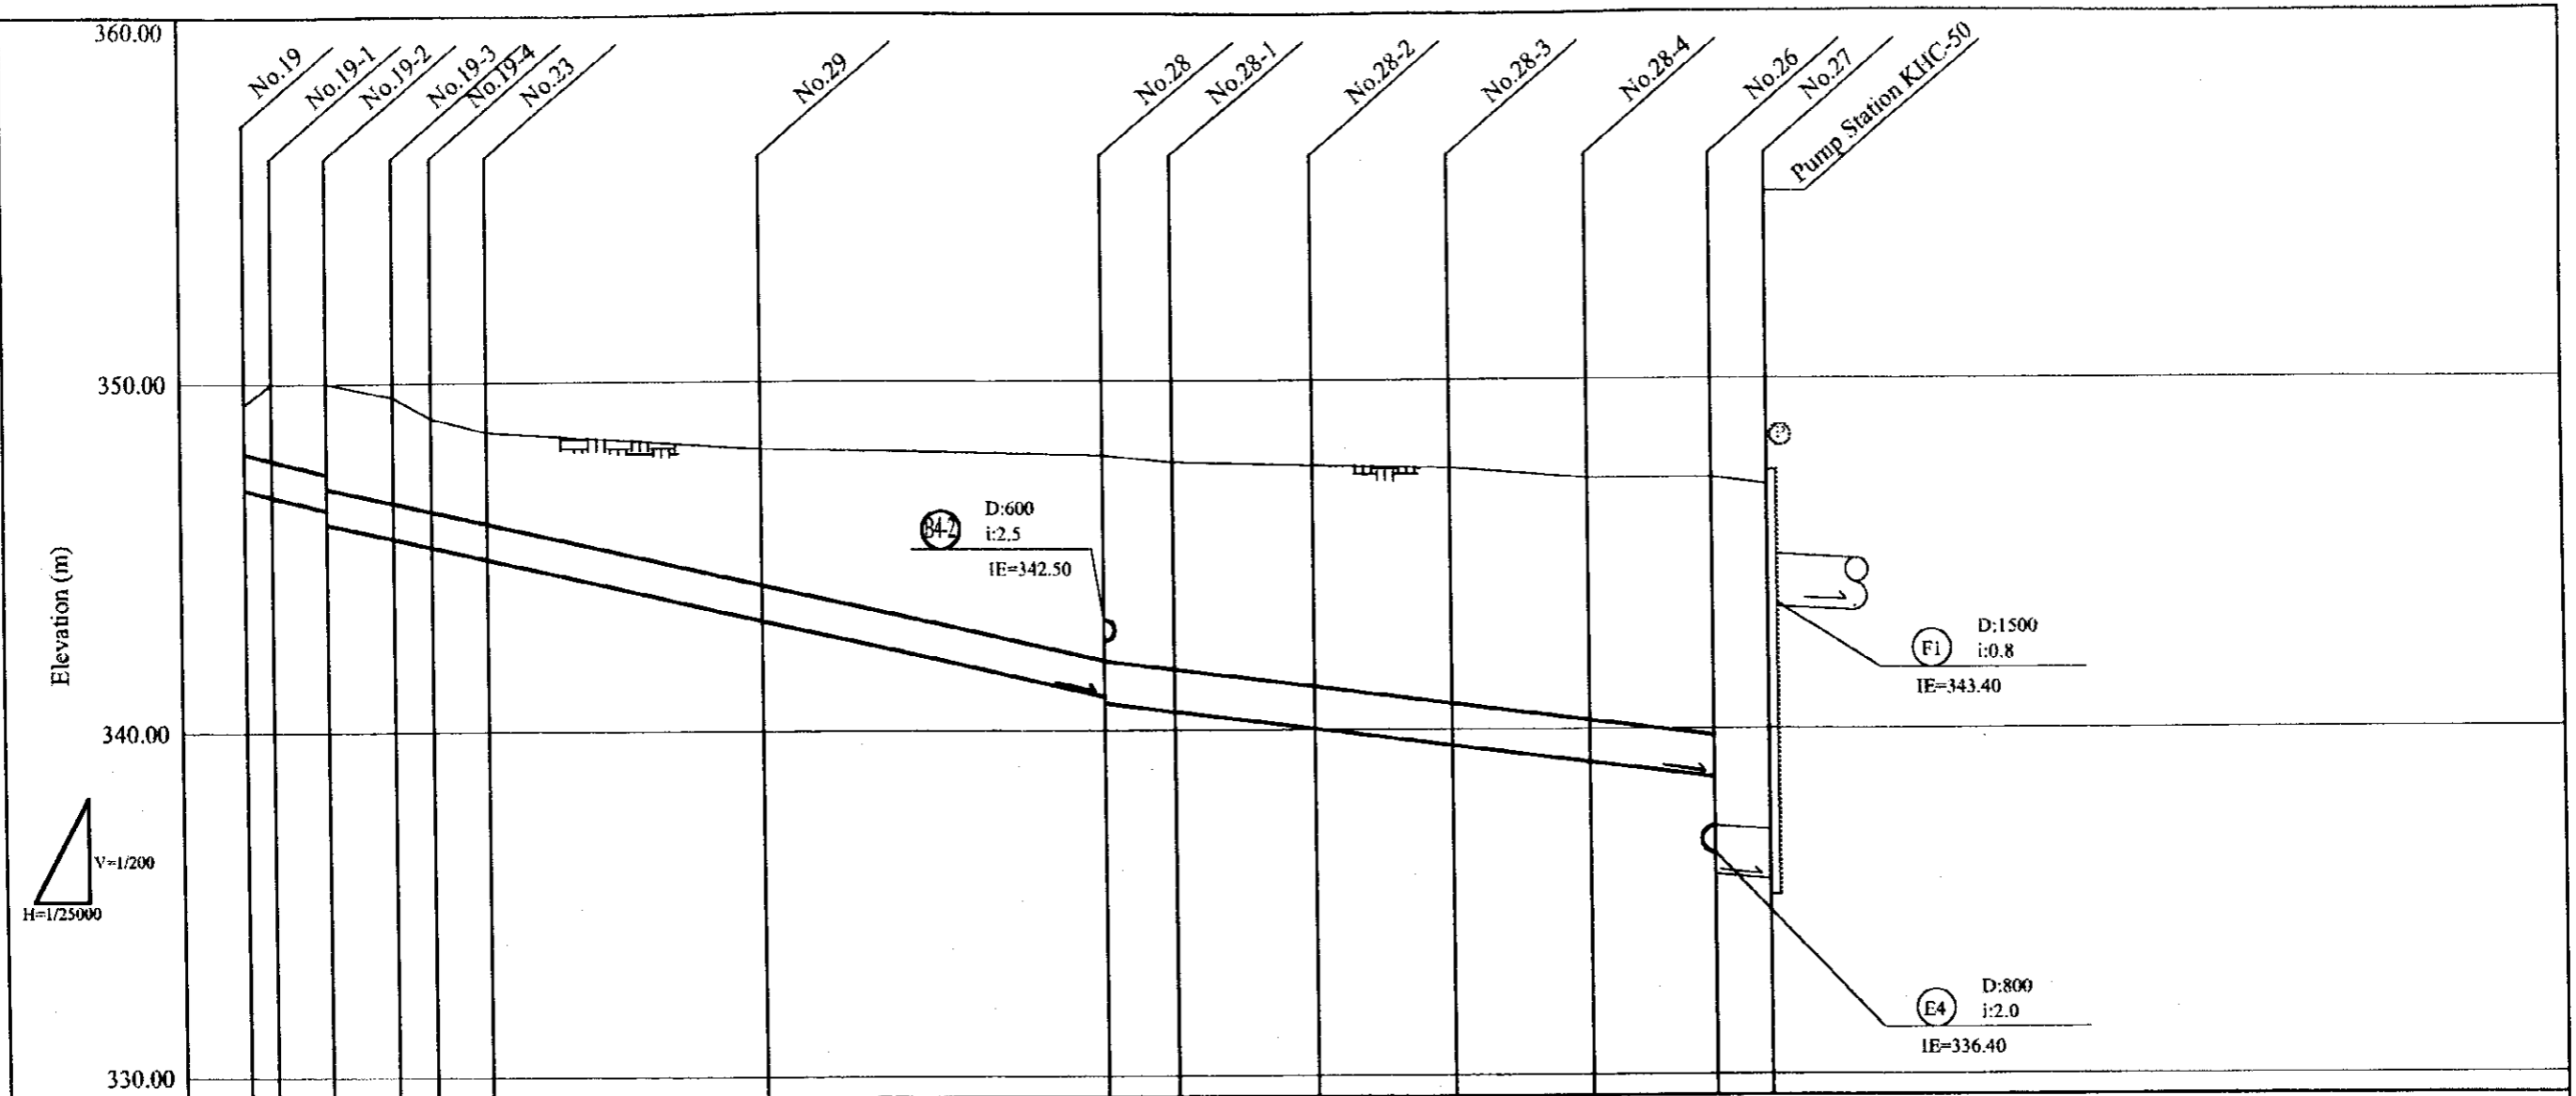 360.00
No.19
No.19-1
No.19-2
No.19-3
No.19-4
No.23
No.29
No.28
No.28-1
No.28-2
No.28-3
No.28-4
No.26
No.27
Pump Station KHC-50
350.00
Elevation (m)
B4-2
D:600
i:2.5
IE=342.50
F1
D:1500
i:0.8
IE=343.40
340.00
V=1/200
H=1/25000
E4
D:800
i:2.0
IE=336.40
330.00